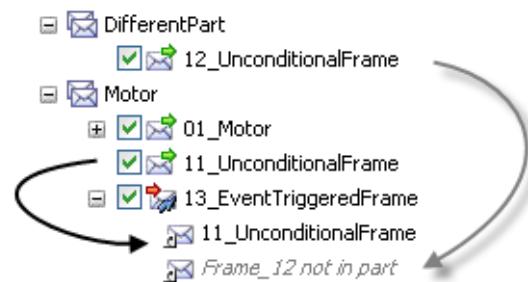 DifferentPart
12_UnconditionalFrame
Motor
01_Motor
11_UnconditionalFrame
13_EventTriggeredFrame
11_UnconditionalFrame
Frame_12 not in part